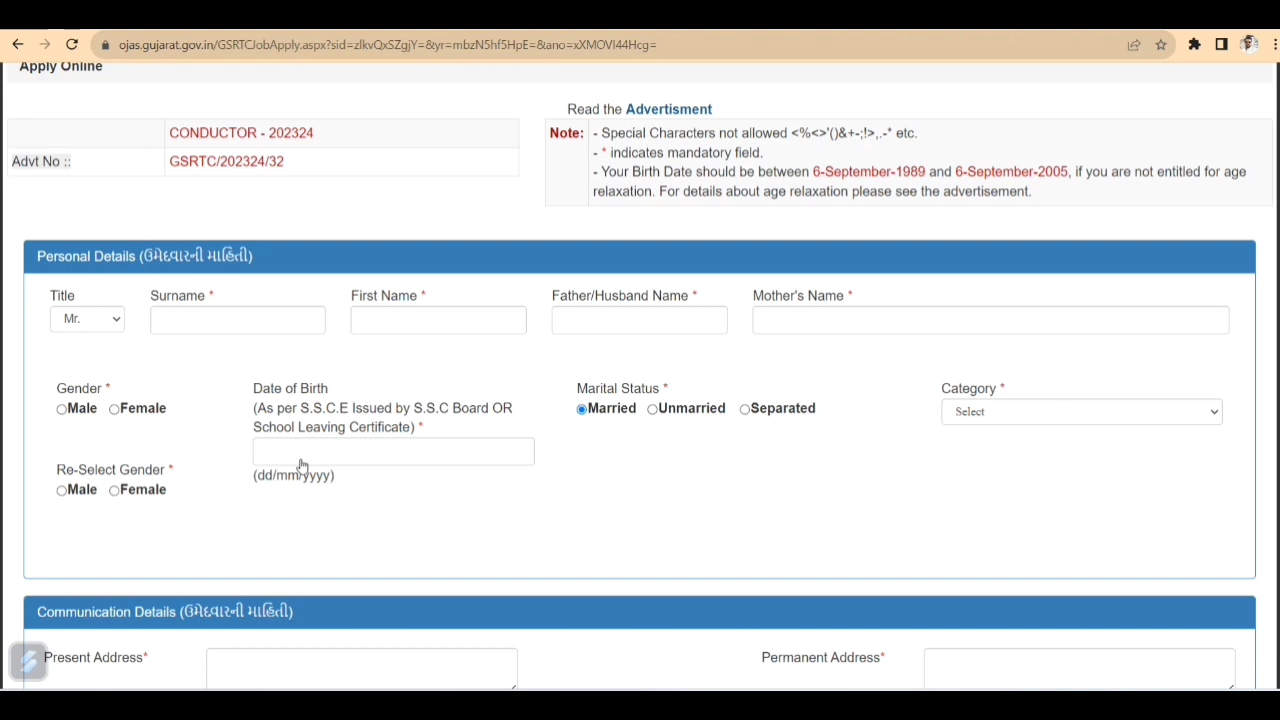 ojas.gujarat.gov.in/GSRTCJobApply.aspx?sid=zlkvQxSZgjY=&yr=mbzN5hf5HpE=&ano=xXMOVI44Hcg=
Apply Online
Read the Advertisment
CONDUCTOR - 202324
Advt No :: GSRTC/202324/32
Note: - Special Characters not allowed <%<>'()&+-;!>,.-* etc.
- * indicates mandatory field.
- Your Birth Date should be between 6-September-1989 and 6-September-2005, if you are not entitled for age
relaxation. For details about age relaxation please see the advertisement.
Personal Details (ઉમેદવારની માહિતી)
Title Surname * First Name * Father/Husband Name * Mother's Name *
Mr.
Gender * Date of Birth Marital Status * Category *
Male Female (As per S.S.C.E Issued by S.S.C Board OR Married Unmarried Separated Select
School Leaving Certificate) *
Re-Select Gender * (dd/mm/yyyy)
Male Female
Communication Details (ઉમેદવારની માહિતી)
Present Address* Permanent Address*